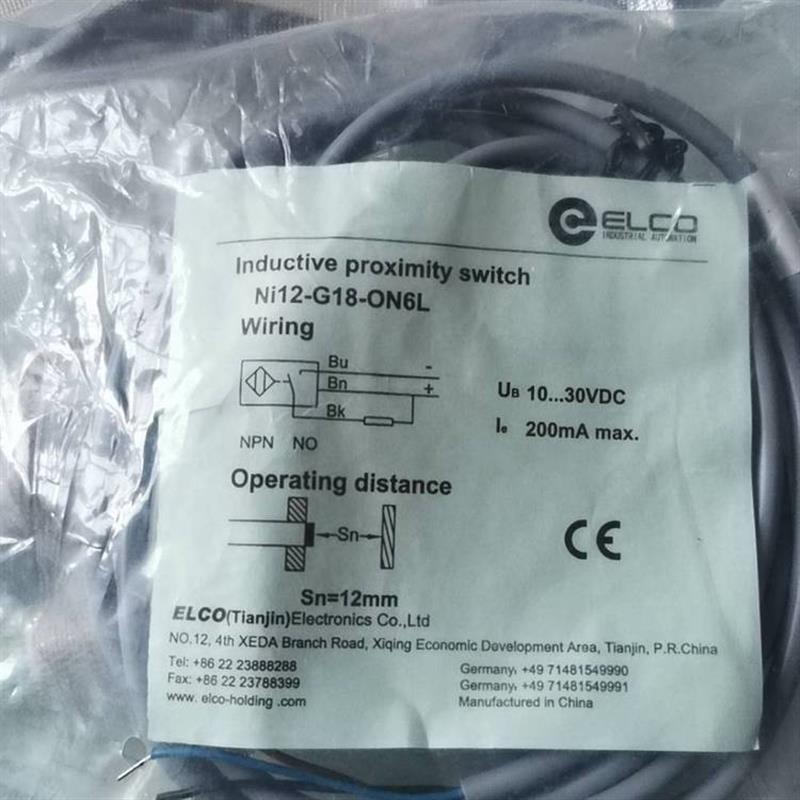 ELCO
INDUSTRIAL AUTOMATION
Inductive proximity switch
Ni12-G18-ON6L
Wiring
Bu -
Bn +
Bk
NPN NO
UB 10...30VDC
Ie 200mA max.
Operating distance
Sn
Sn=12mm
CE
ELCO(Tianjin)Electronics Co.,Ltd
NO.12, 4th XEDA Branch Road, Xiqing Economic Development Area, Tianjin, P.R.China
Tel: +86 22 23888288
Fax: +86 22 23788399
www. elco-holding .com
Germany, +49 71481549990
Germany, +49 71481549991
Manufactured in China